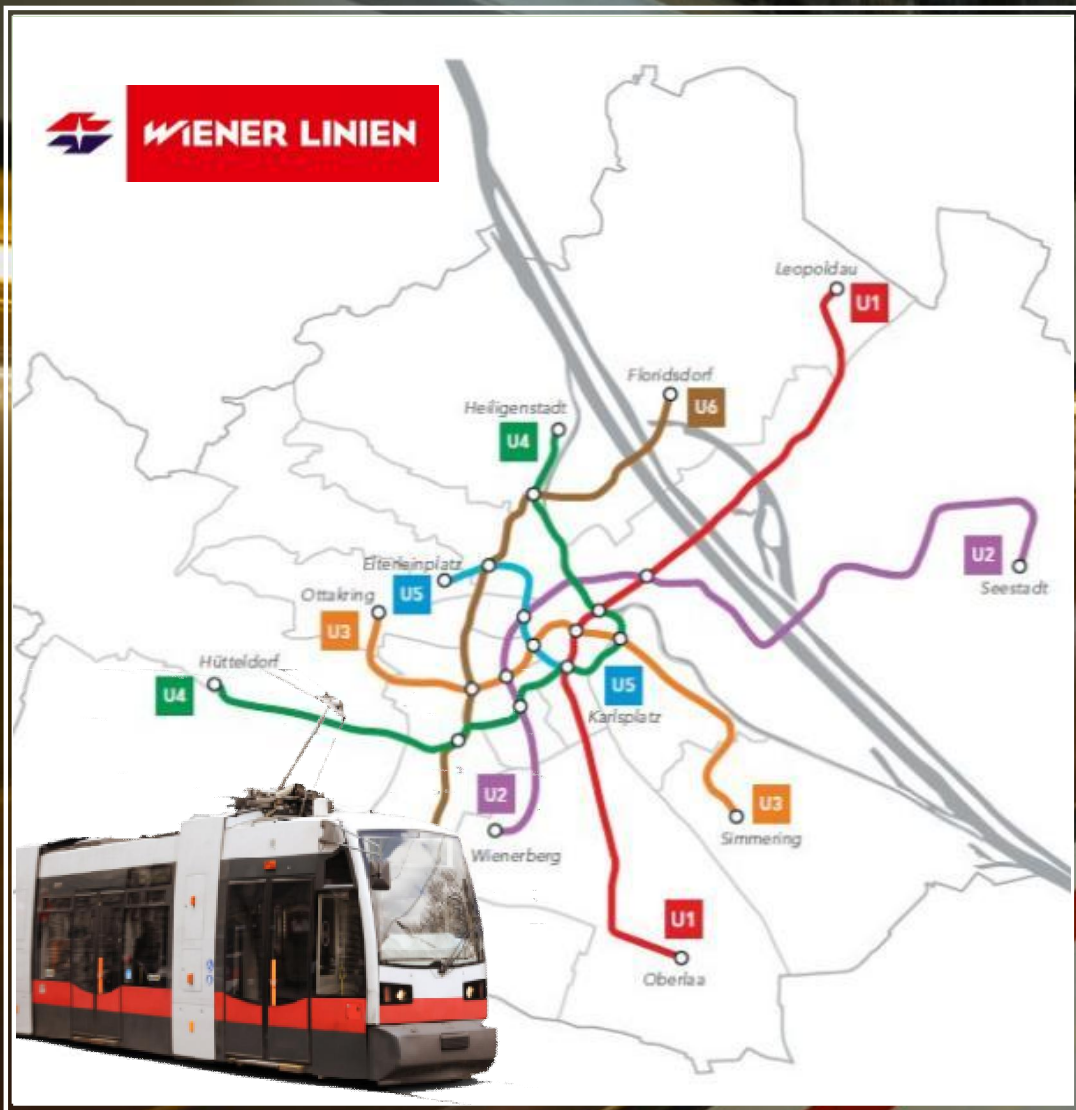 WIENER LINIEN
Leopoldau
U1
Floridsdorf
U6
Heiligenstadt
U4
U2
Seestadt
Elterleinplatz
U5
Ottakring
U3
Hütteldorf
U4
U5
Karlsplatz
U2
Wienerberg
U3
Simmering
U1
Oberlaa